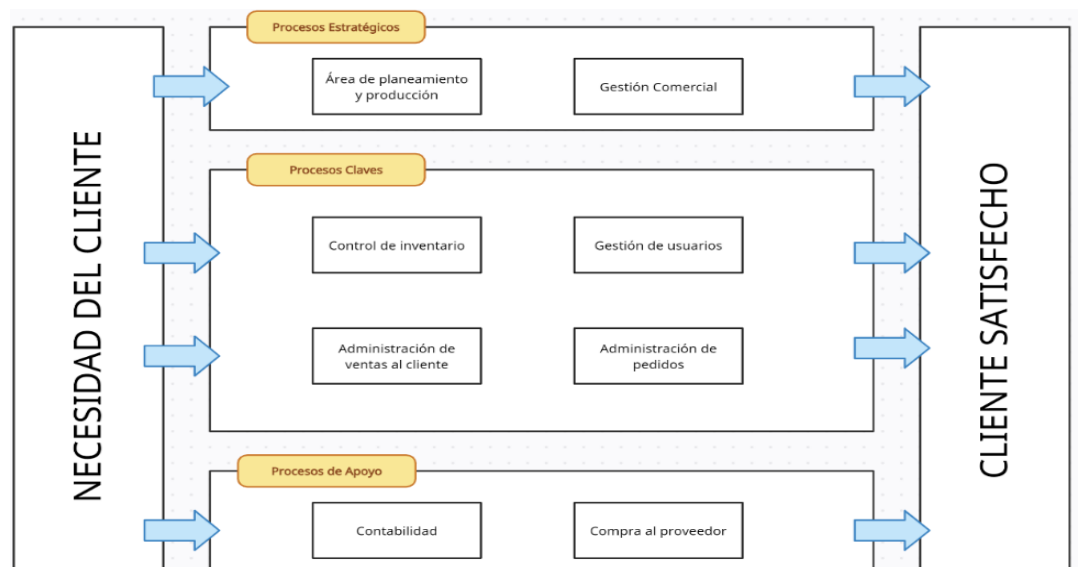 NECESIDAD DEL CLIENTE
Procesos Estratégicos
Área de planeamiento
y producción
Gestión Comercial
Procesos Claves
Control de inventario
Gestión de usuarios
Administración de
ventas al cliente
Administración de
pedidos
Procesos de Apoyo
Contabilidad
Compra al proveedor
CLIENTE SATISFECHO